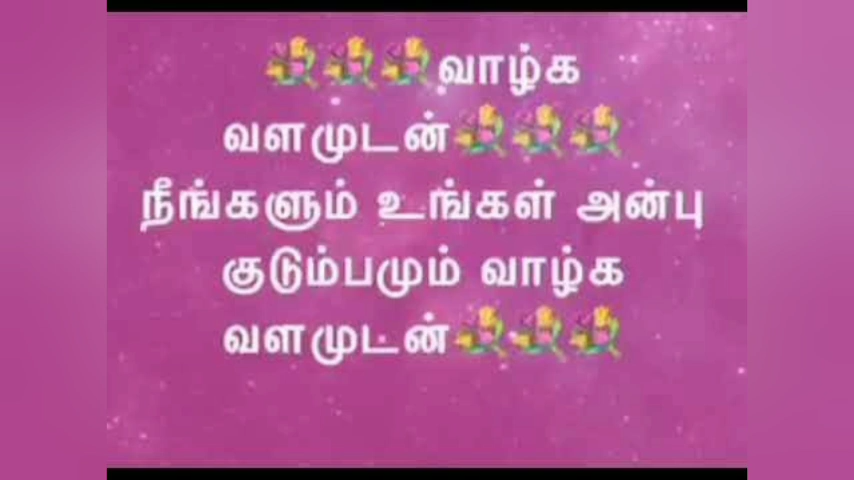 💐💐💐வாழ்க
வளமுடன்💐💐💐
நீங்களும் உங்கள் அன்பு
குடும்பமும் வாழ்க
வளமுடன்💐💐💐